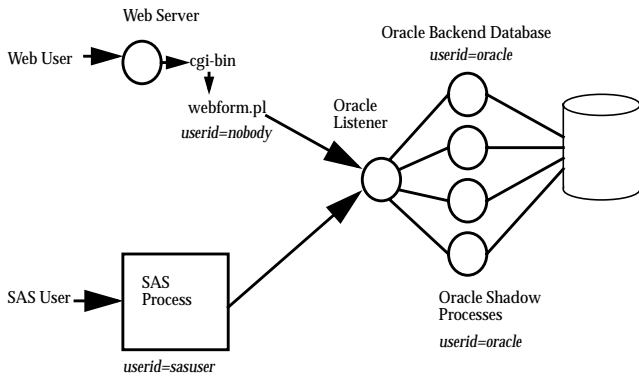 Web Server
Oracle Backend Database
userid=oracle
Web User
cgi-bin
webform.pl
userid=nobody
Oracle
Listener
SAS User
SAS
Process
userid=sasuser
Oracle Shadow
Processes
userid=oracle